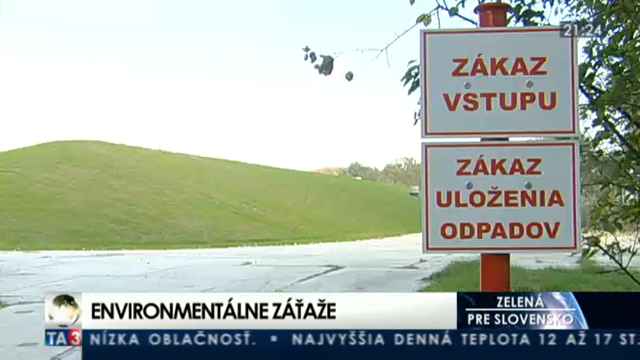 21:24
ZÁKAZ
VSTUPU
ZÁKAZ
ULOŽENIA
ODPADOV
ENVIRONMENTÁLNE ZÁŤAŽE
ZELENÁ
PRE SLOVENSKO
TA3 NÍZKA OBLAČNOSŤ. ▪ NAJVYŠŠIA DENNÁ TEPLOTA 12 AŽ 17 ST